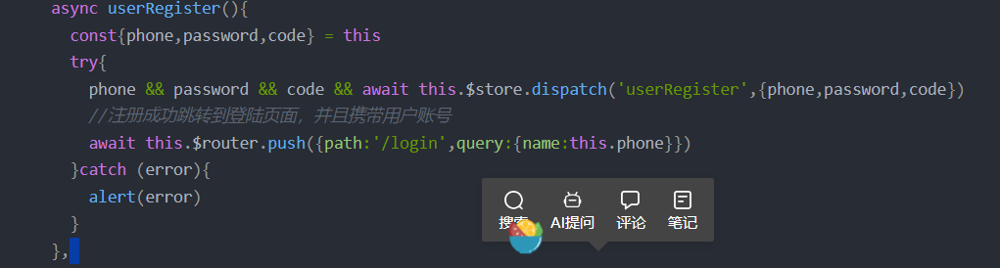 async userRegister(){
const{phone,password,code} = this
try{
phone && password && code && await this.$store.dispatch('userRegister',{phone,password,code})
//注册成功跳转到登陆页面，并且携带用户账号
await this.$router.push({path:'/login',query:{name:this.phone}})
}catch (error){
alert(error)
}
},
搜索 AI提问 评论 笔记